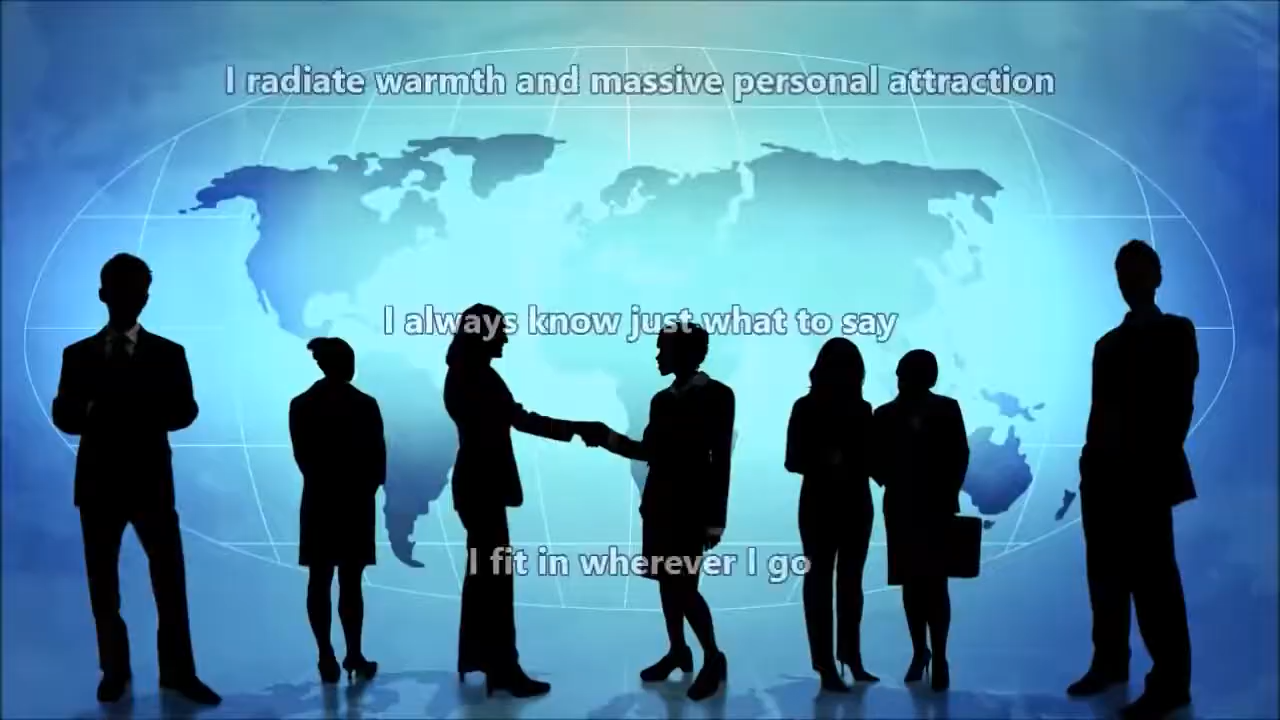 I radiate warmth and massive personal attraction
I always know just what to say
I fit in wherever I go